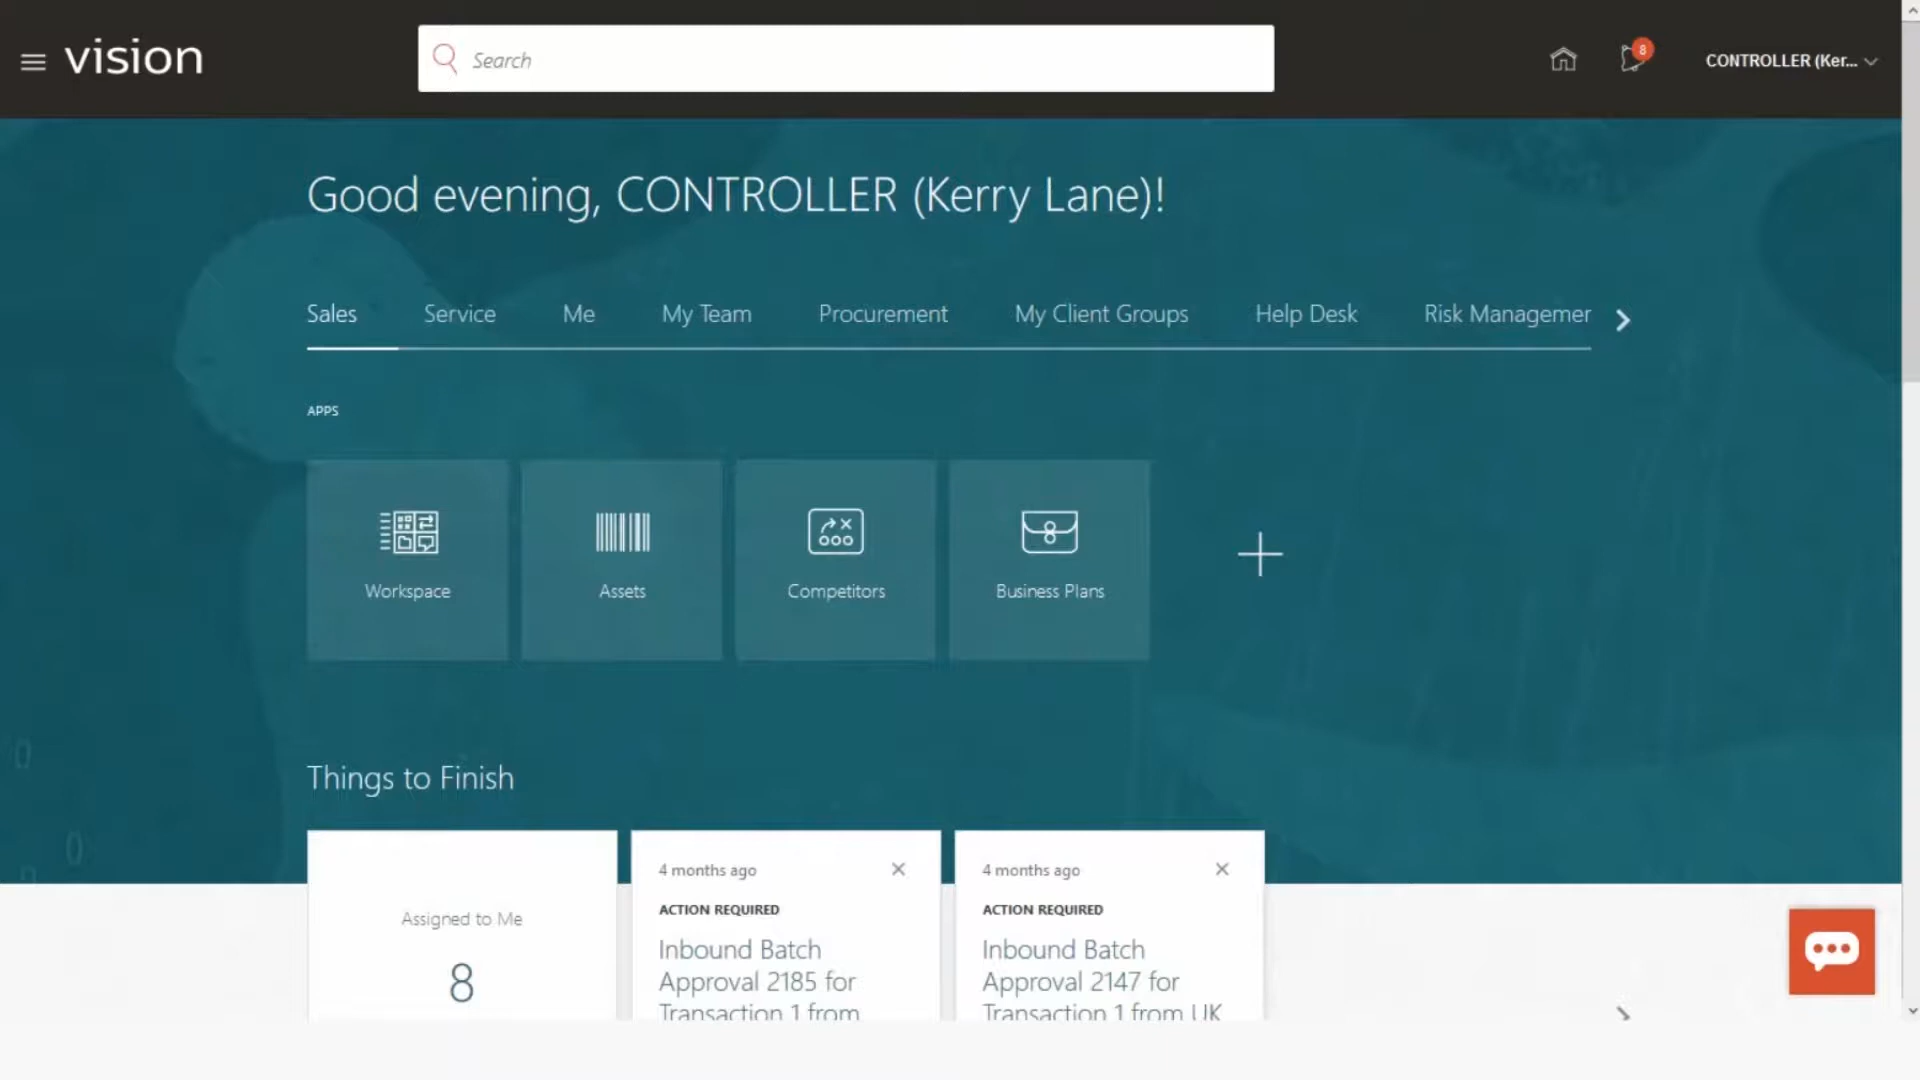 vision
Search
8
CONTROLLER (Ker...
Good evening, CONTROLLER (Kerry Lane)!
Sales Service Me My Team Procurement My Client Groups Help Desk Risk Managemer
APPS
Workspace Assets Competitors Business Plans
Things to Finish
Assigned to Me
8
4 months ago
ACTION REQUIRED
Inbound Batch
Approval 2185 for
Transaction 1 from
4 months ago
ACTION REQUIRED
Inbound Batch
Approval 2147 for
Transaction 1 from UK